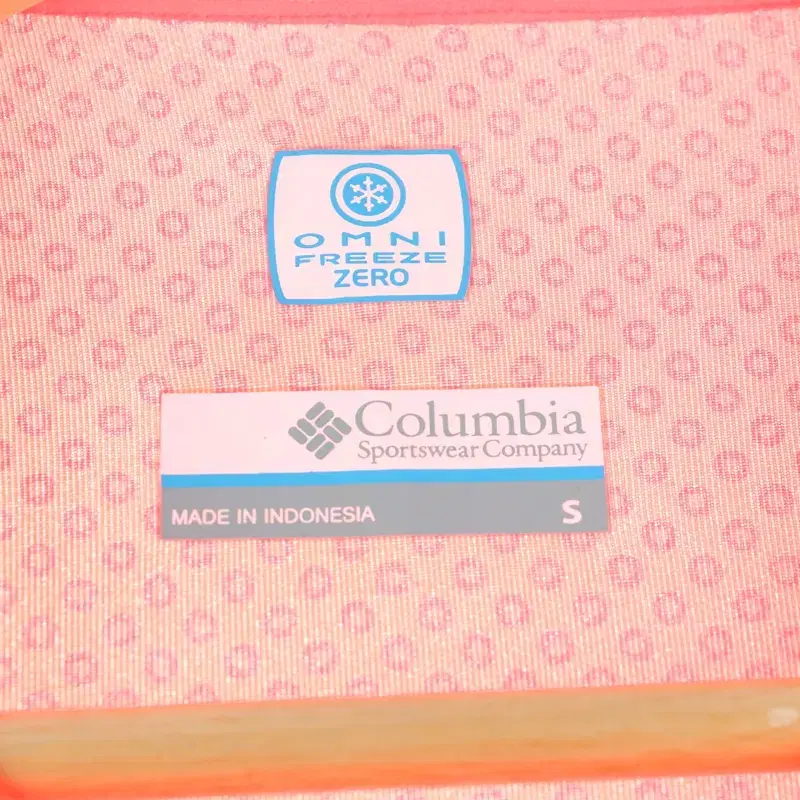 OMNI
FREEZE
ZERO
Columbia
Sportswear Company
MADE IN INDONESIA S